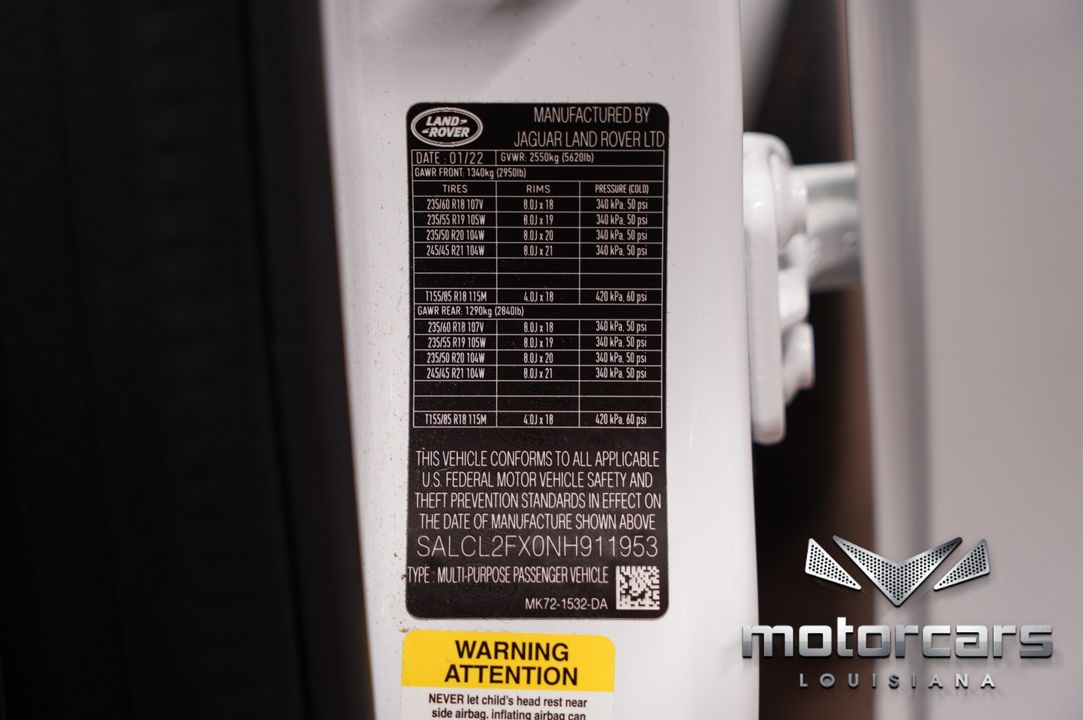 LAND-
-ROVER
MANUFACTURED BY
JAGUAR LAND ROVER LTD
DATE : 01/22 GVWR: 2550kg (5620lb)
GAWR FRONT: 1340kg (2950lb)
TIRES RIMS PRESSURE (COLD)
235/60 R18 107V 8.0J x 18 340 kPa, 50 psi
235/55 R19 105W 8.0J x 19 340 kPa, 50 psi
235/50 R20 104W 8.0J x 20 340 kPa, 50 psi
245/45 R21 104W 8.0J x 21 340 kPa, 50 psi
T155/85 R18 115M 4.0J x 18 420 kPa, 60 psi
GAWR REAR: 1290kg (2840lb)
235/60 R18 107V 8.0J x 18 340 kPa, 50 psi
235/55 R19 105W 8.0J x 19 340 kPa, 50 psi
235/50 R20 104W 8.0J x 20 340 kPa, 50 psi
245/45 R21 104W 8.0J x 21 340 kPa, 50 psi
T155/85 R18 115M 4.0J x 18 420 kPa, 60 psi
THIS VEHICLE CONFORMS TO ALL APPLICABLE
U.S. FEDERAL MOTOR VEHICLE SAFETY AND
THEFT PREVENTION STANDARDS IN EFFECT ON
THE DATE OF MANUFACTURE SHOWN ABOVE
SALCL2FX0NH911953
TYPE : MULTI-PURPOSE PASSENGER VEHICLE
MK72-1532-DA
WARNING
ATTENTION
NEVER let child's head rest near
side airbag, inflating airbag can
motorcars
LOUISIANA